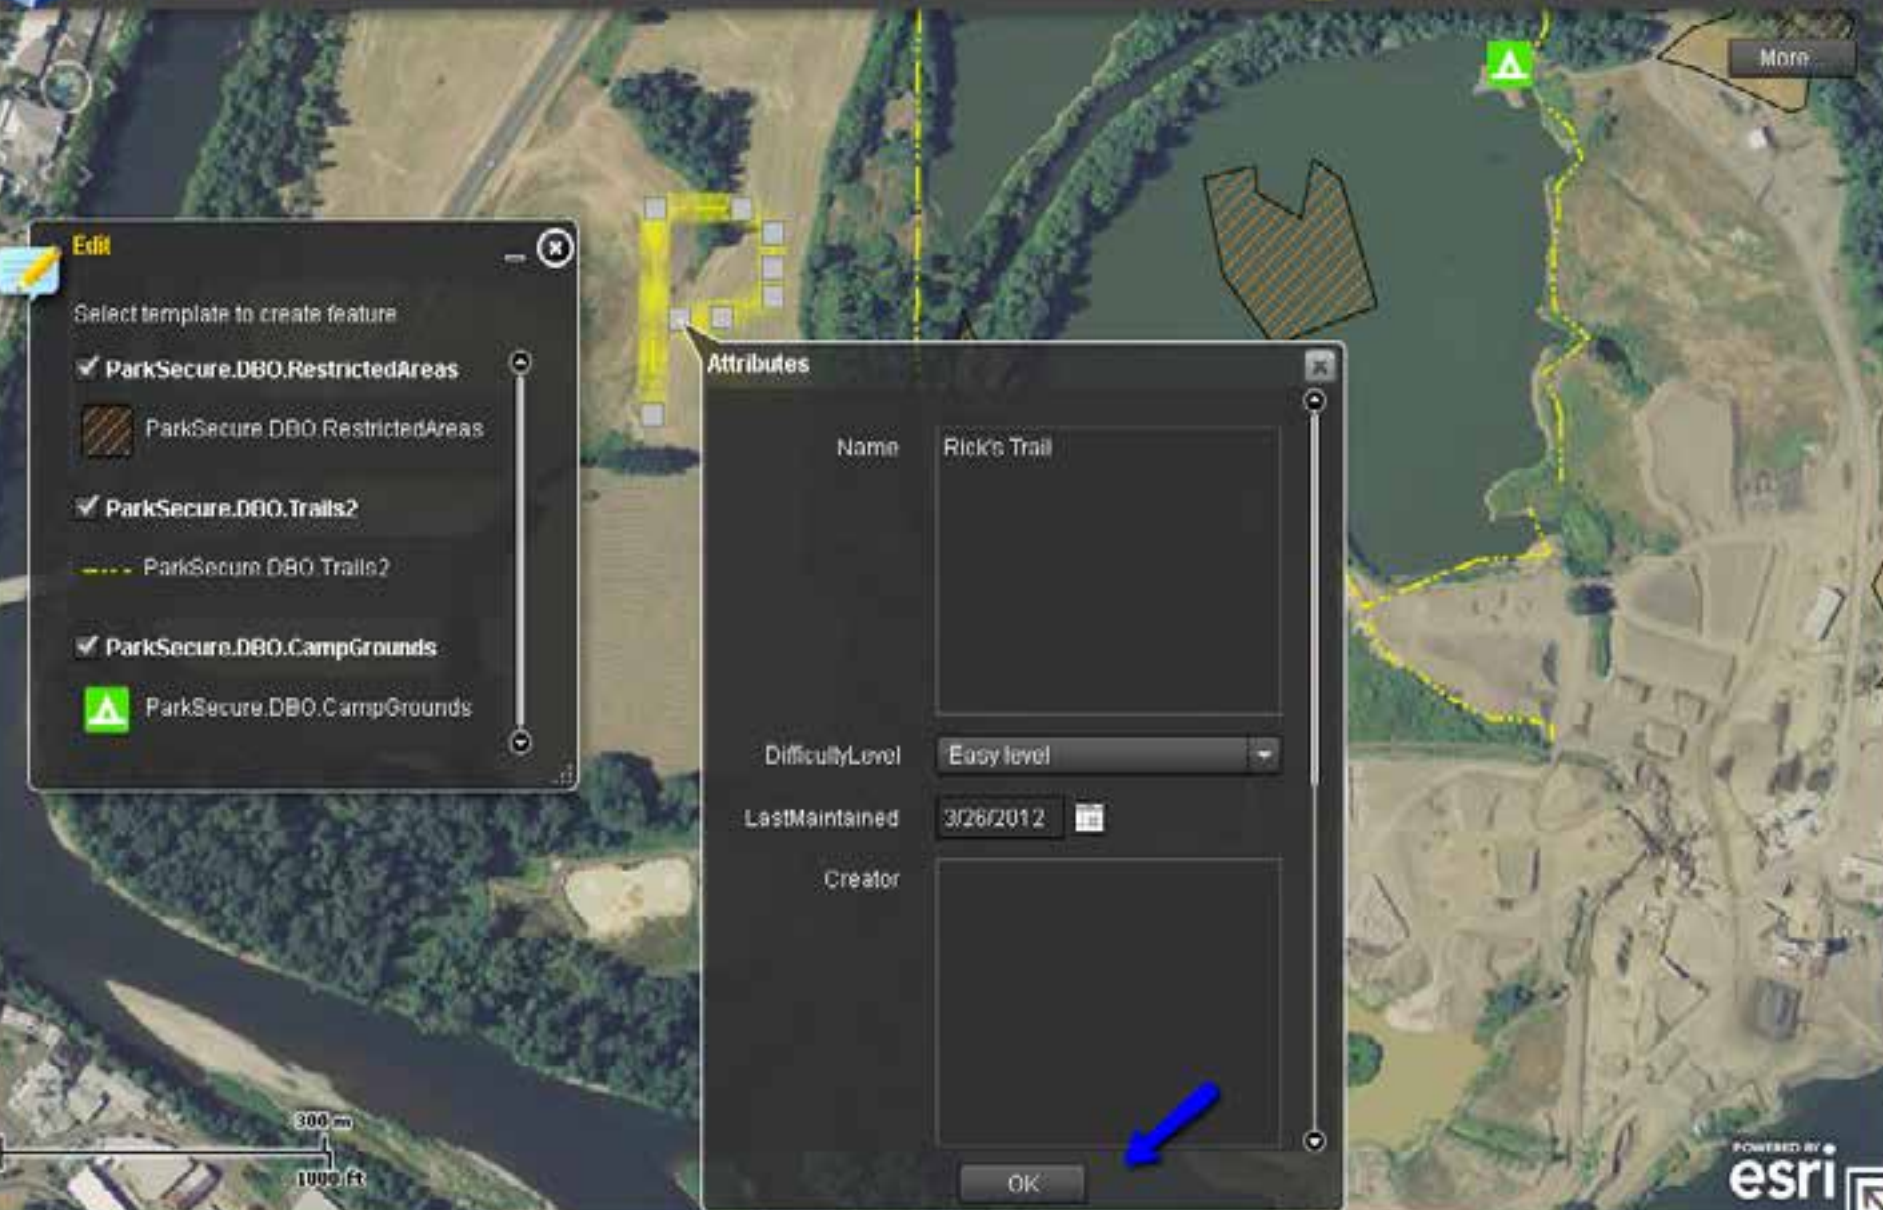 More...
Edit
Select template to create feature
ParkSecure.DBO.RestrictedAreas
ParkSecure.DBO.RestrictedAreas
ParkSecure.DBO.Trails2
ParkSecure.DBO.Trails2
ParkSecure.DBO.CampGrounds
ParkSecure.DBO.CampGrounds
Attributes
Name
Rick's Trail
DifficultyLevel
Easy level
LastMaintained
3/26/2012
Creator
OK
300 m
1000 ft
POWERED BY
esri